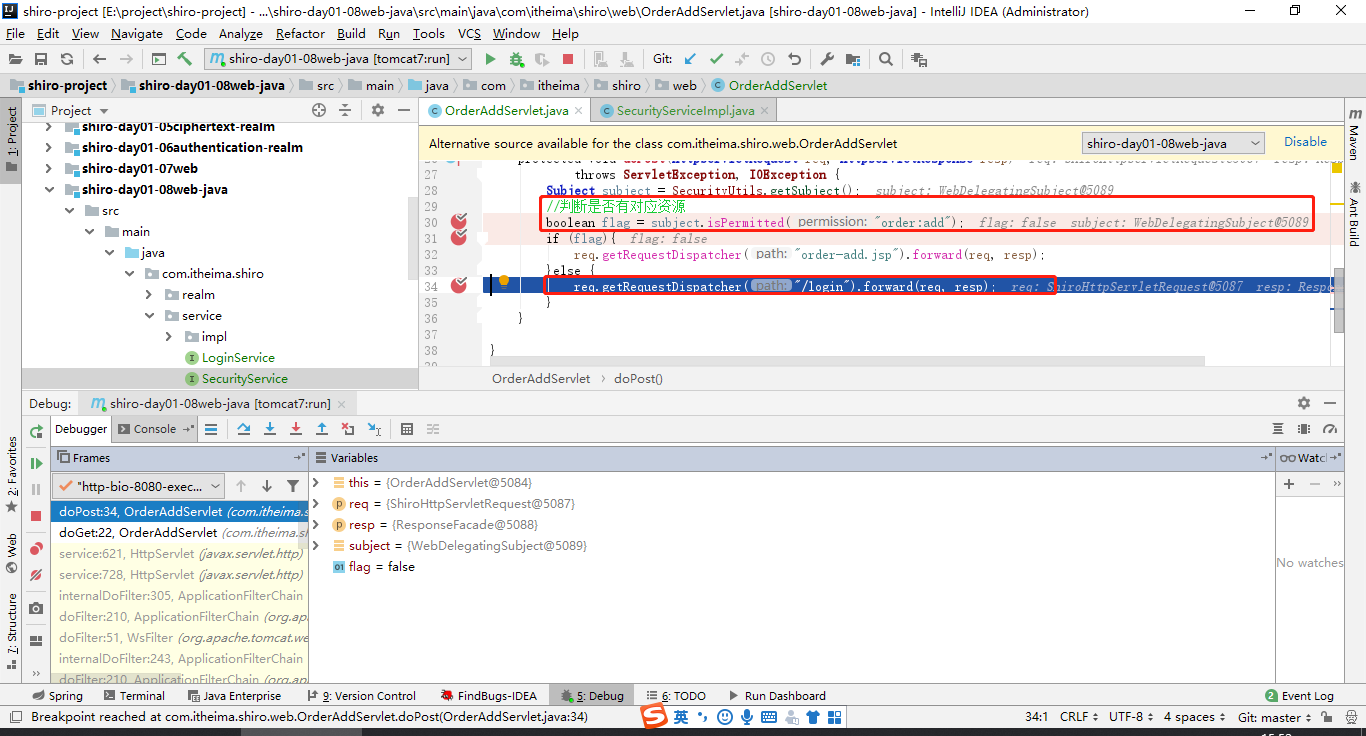 shiro-project [E:\project\shiro-project] - ...\shiro-day01-08web-java\src\main\java\com\itheima\shiro\web\OrderAddServlet.java [shiro-day01-08web-java] - IntelliJ IDEA (Administrator)
File Edit View Navigate Code Analyze Refactor Build Run Tools VCS Window Help
shiro-day01-08web-java [tomcat7:run] Git:
shiro-project shiro-day01-08web-java src main java com itheima shiro web OrderAddServlet
1: Project
Project
OrderAddServlet.java SecurityServiceImpl.java
shiro-day01-05ciphertext-realm
shiro-day01-06authentication-realm
shiro-day01-07web
shiro-day01-08web-java
src
main
java
com.itheima.shiro
realm
service
impl
LoginService
SecurityService
Alternative source available for the class com.itheima.shiro.web.OrderAddServlet shiro-day01-08web-java Disable
27 throws ServletException, IOException {
28 Subject subject = SecurityUtils.getSubject(); subject: WebDelegatingSubject@5089
29 //判断是否有对应资源
30 boolean flag = subject.isPermitted( permission: "order:add"); flag: false subject: WebDelegatingSubject@5089
31 if (flag){ flag: false
32 req.getRequestDispatcher( path: "order-add.jsp").forward(req, resp);
33 }else {
34 req.getRequestDispatcher( path: "/login").forward(req, resp); req: ShiroHttpServletRequest@5087 resp: Respo
35 }
36 }
37
38 }
OrderAddServlet doPost()
Maven
Ant Build
Debug: shiro-day01-08web-java [tomcat7:run]
Debugger Console
Frames
Variables
Watch
"http-bio-8080-exec...
doPost:34, OrderAddServlet (com.itheima.s
doGet:22, OrderAddServlet (com.itheima.s
service:621, HttpServlet (javax.servlet.http)
service:728, HttpServlet (javax.servlet.http)
internalDoFilter:305, ApplicationFilterChain
doFilter:210, ApplicationFilterChain (org.ap
doFilter:51, WsFilter (org.apache.tomcat.we
internalDoFilter:243, ApplicationFilterChain
doFilter:210, ApplicationFilterChain (org.ap
this = {OrderAddServlet@5084}
req = {ShiroHttpServletRequest@5087}
resp = {ResponseFacade@5088}
subject = {WebDelegatingSubject@5089}
flag = false
No watches
2: Favorites
Web
7: Structure
Spring Terminal Java Enterprise 9: Version Control FindBugs-IDEA 5: Debug 6: TODO Run Dashboard 2 Event Log
Breakpoint reached at com.itheima.shiro.web.OrderAddServlet.doPost(OrderAddServlet.java:34) 英 34:1 CRLF UTF-8 4 spaces Git: master